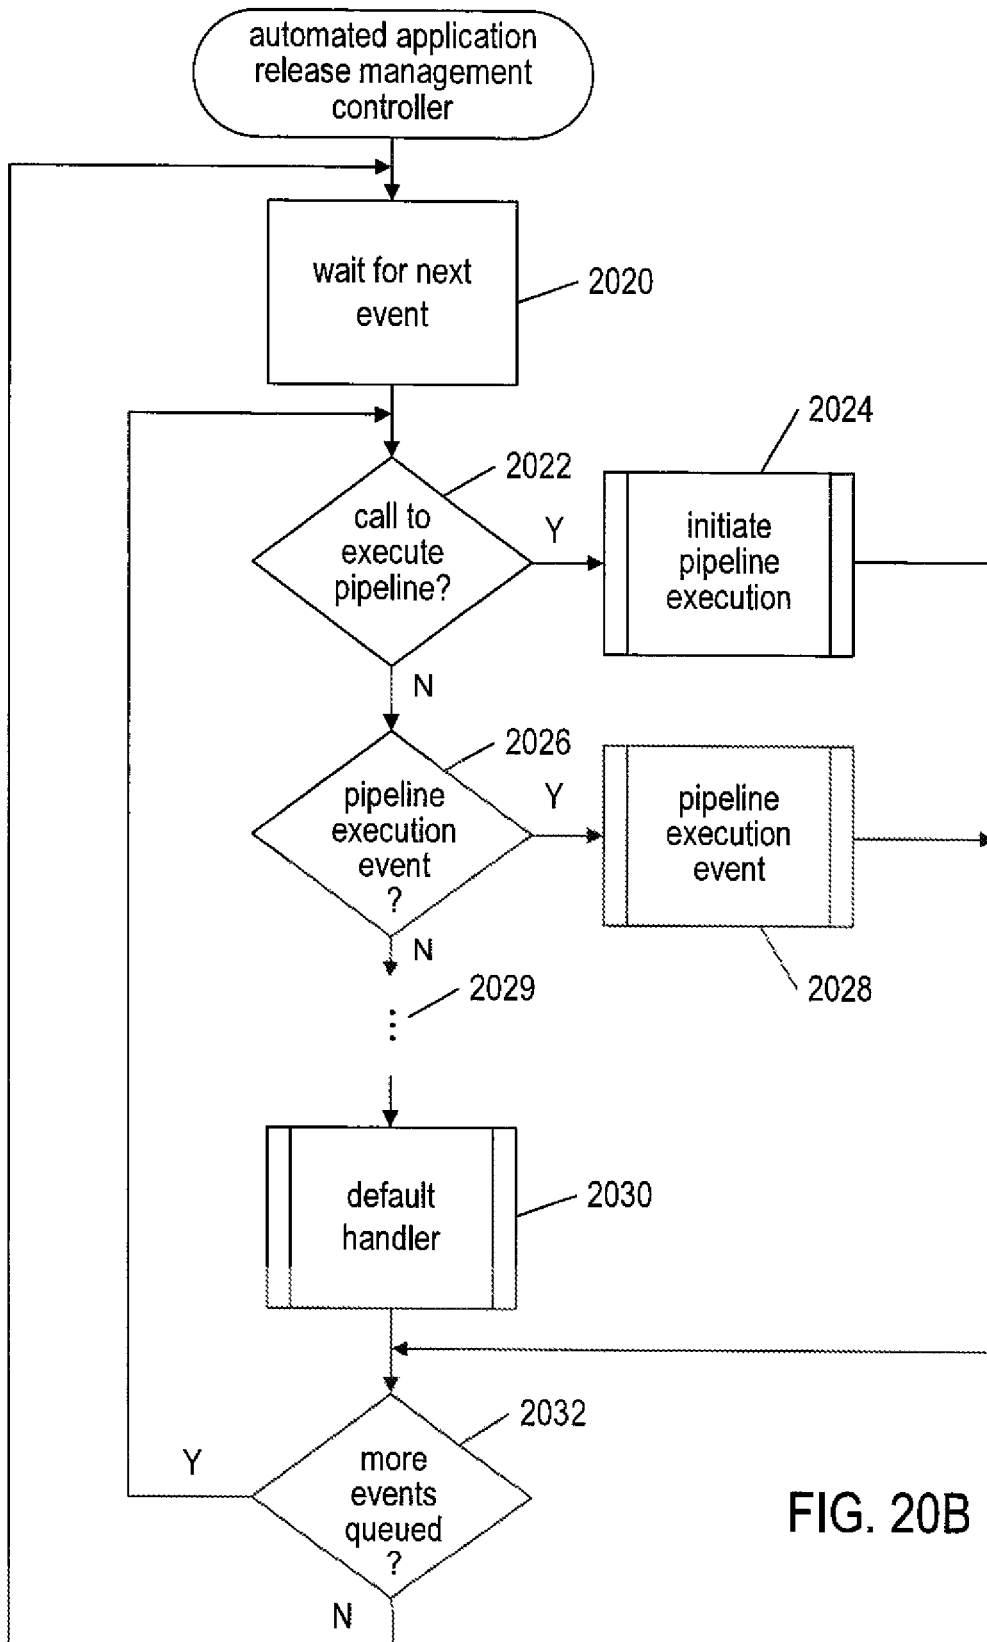 automated application
release management
controller
wait for next
event
2020
2024
2022
call to
execute
pipeline?
Y
initiate
pipeline
execution
N
2026
pipeline
execution
event
?
Y
pipeline
execution
event
N
2029
2028
default
handler
2030
2032
Y
more
events
queued
?
N
FIG. 20B